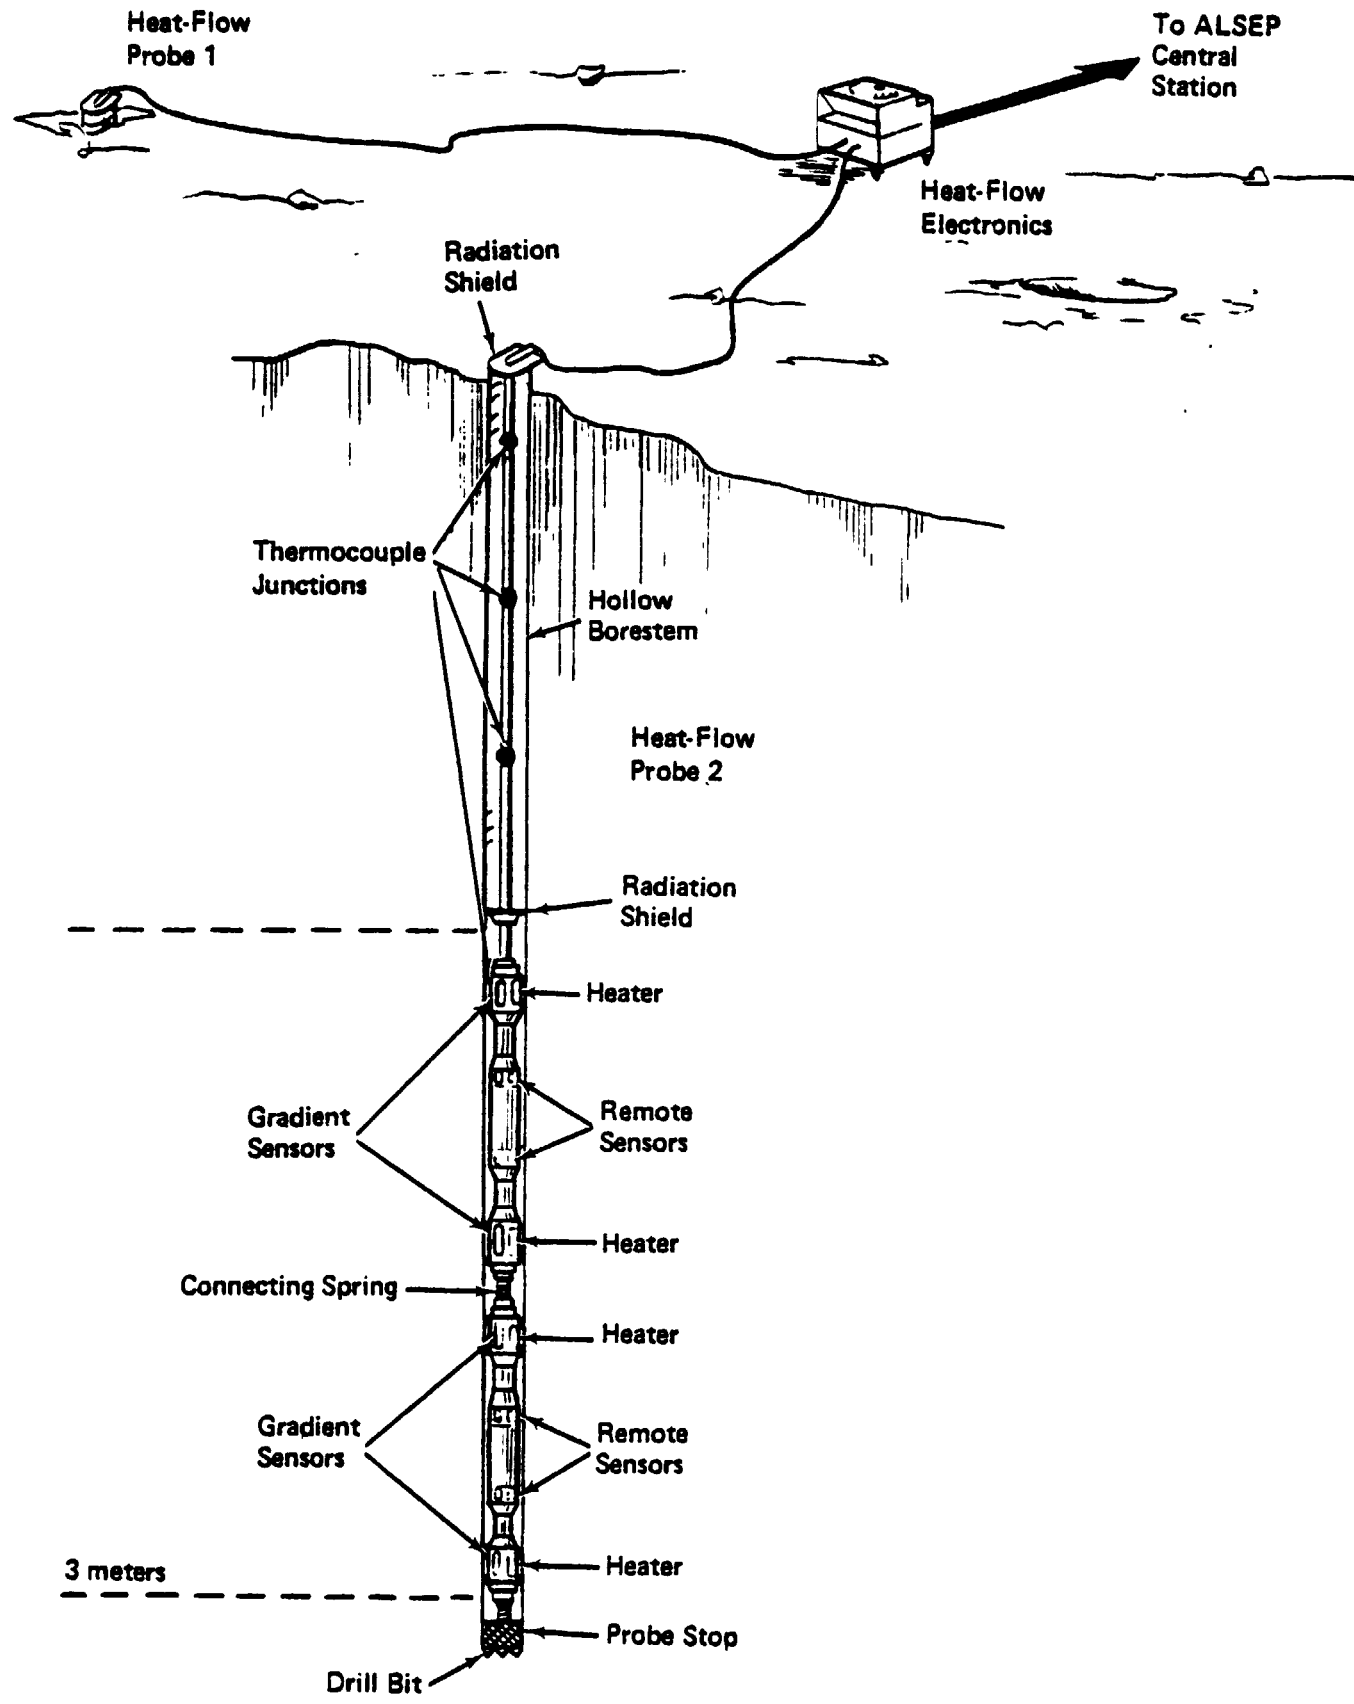 Heat-Flow
Probe 1
To ALSEP
Central
Station
Heat-Flow
Electronics
Radiation
Shield
Thermocouple
Junctions
Hollow
Borestem
Heat-Flow
Probe 2
Radiation
Shield
Heater
Gradient
Sensors
Remote
Sensors
Heater
Connecting Spring
Heater
Gradient
Sensors
Remote
Sensors
3 meters
Heater
Probe Stop
Drill Bit